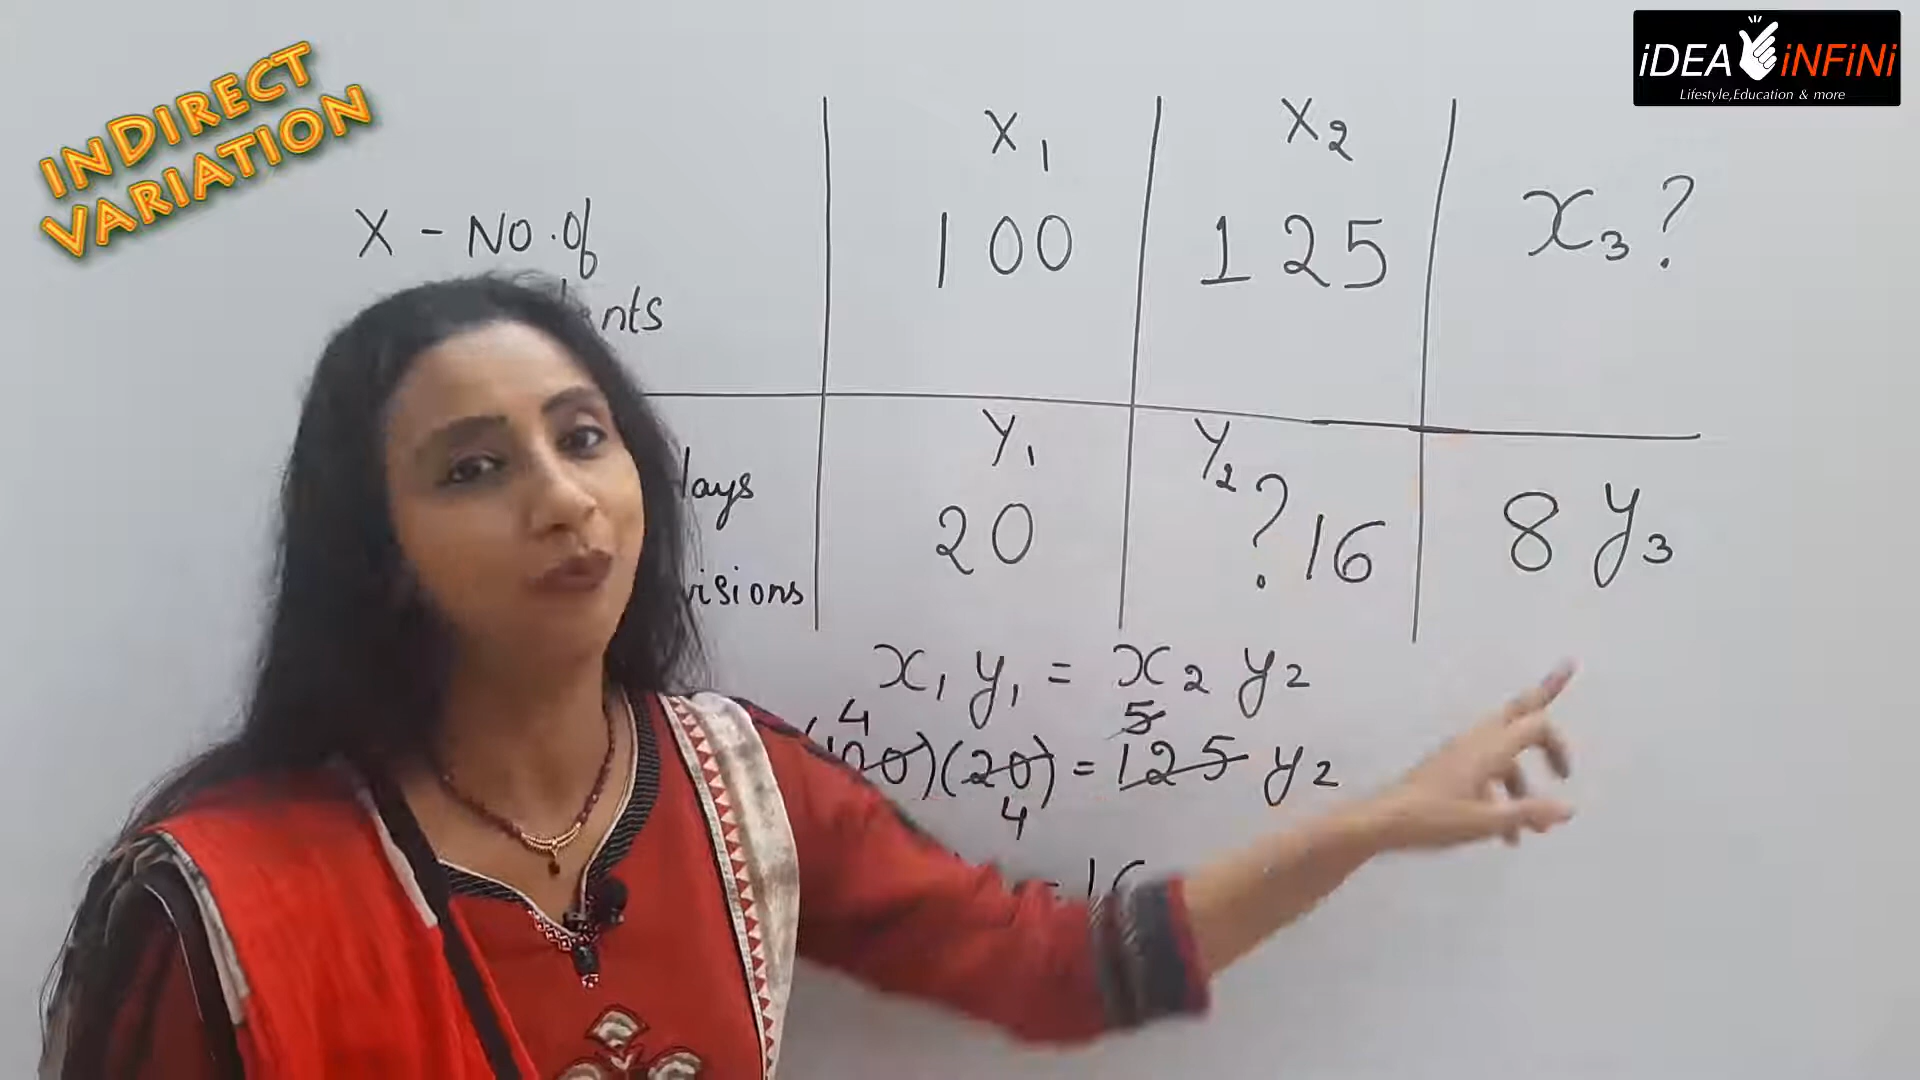 INDIRECT
VARIATION
iDEA iNFiNi
Lifestyle,Education & more
X1
X2
X - No. of
100
125
x3?
nts
Y1
Y2
lays
20
? 16
8 y3
visions
x1 y1 = x2 y2
4
5
(100)(20) = 125 y2
4
= 16